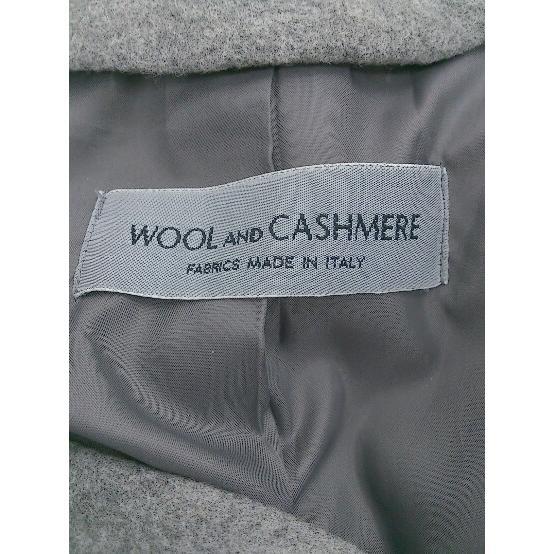 WOOL AND CASHMERE
FABRICS MADE IN ITALY